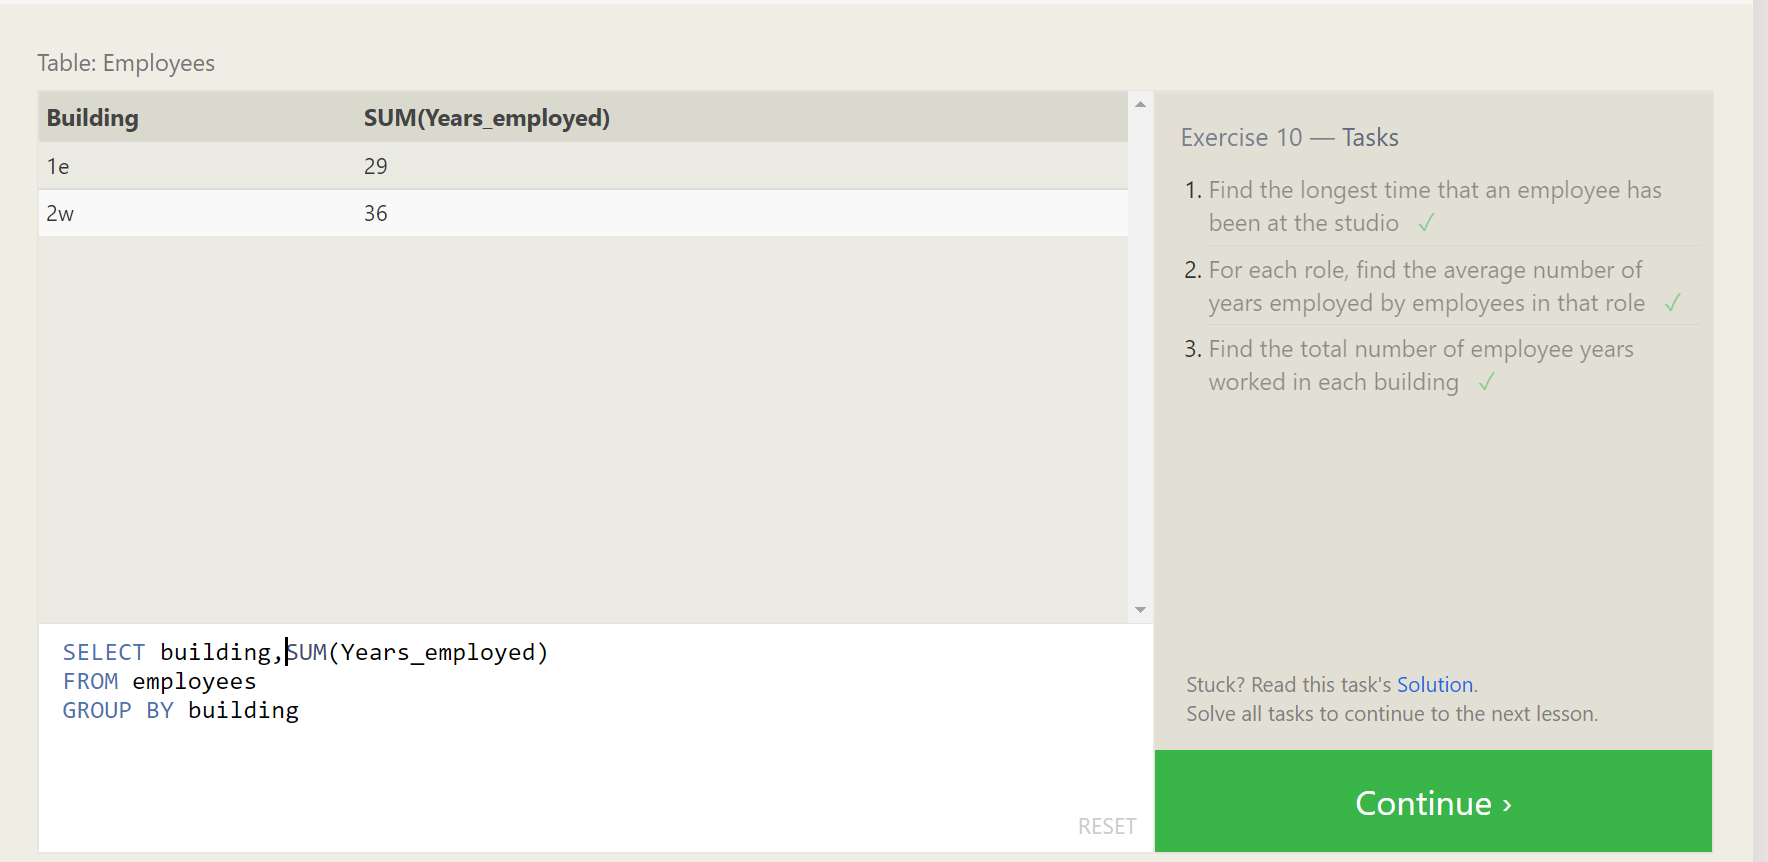 Table: Employees
Building SUM(Years_employed)
1e 29
2w 36
SELECT building,SUM(Years_employed)
FROM employees
GROUP BY building
RESET
Exercise 10 — Tasks
1. Find the longest time that an employee has
been at the studio ✓
2. For each role, find the average number of
years employed by employees in that role ✓
3. Find the total number of employee years
worked in each building ✓
Stuck? Read this task's Solution.
Solve all tasks to continue to the next lesson.
Continue ›